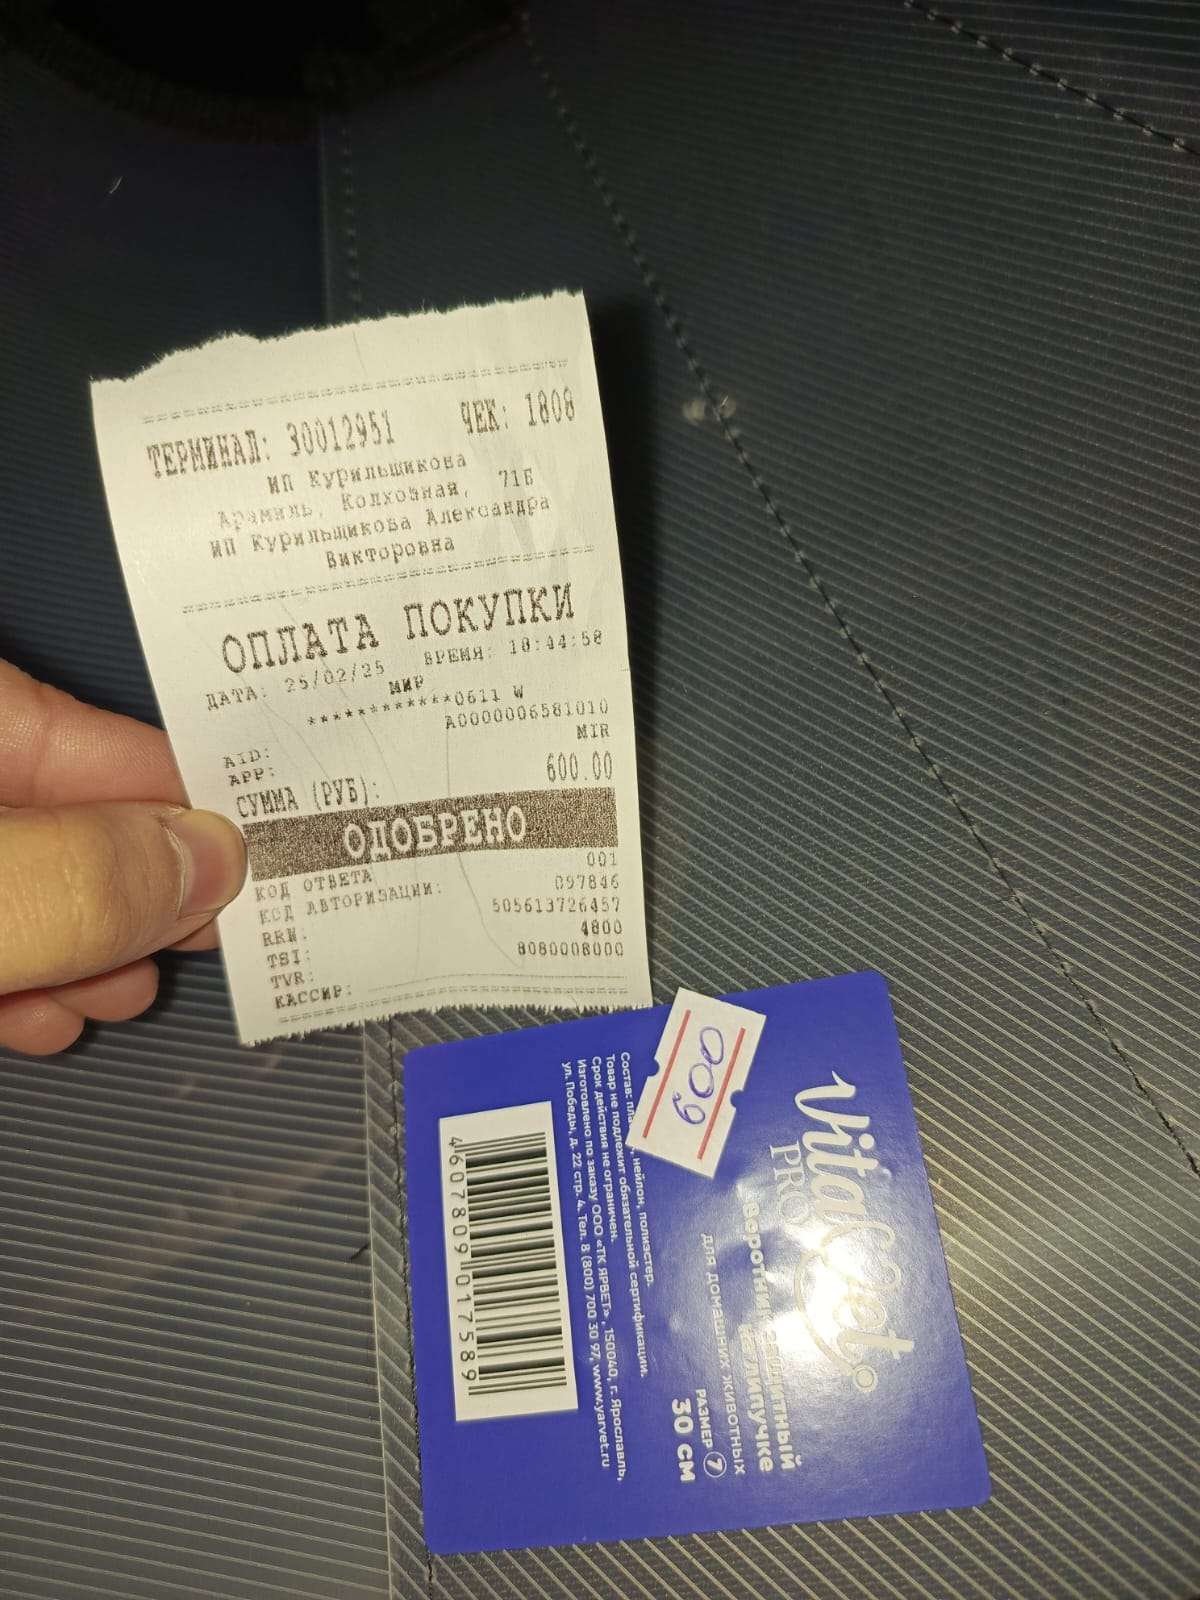 ТЕРМИНАЛ: 30012951 ЧЕК: 1808
ИП Курильщикова
Арамиль, Колхозная, 71Б
ИП Курильщикова Александра
Викторовна
ОПЛАТА ПОКУПКИ
ДАТА: 25/02/25 ВРЕМЯ: 18:44:58
МИР
************0611 W
AID: A0000006581010
APP: MIR
СУММА (РУБ): 600.00
ОДОБРЕНО
КОД ОТВЕТА 001
КОД АВТОРИЗАЦИИ: 097846
RRN: 505613726457
TSI: 4800
TVR: 8080008000
КАССИР:
600
VitaVet
PRO
Воротник защитный
на липучке
для домашних животных
РАЗМЕР 7
30 СМ
Состав: нейлон, полиэстер.
Товар не подлежит обязательной сертификации.
Срок действия не ограничен.
Изготовлено по заказу ООО «ТК ЯРВЕТ», 150040, г. Ярославль,
ул. Победы, д. 22 стр. 4. Тел. 8 (800) 700 30 97, www.yarvet.ru
4607809017589